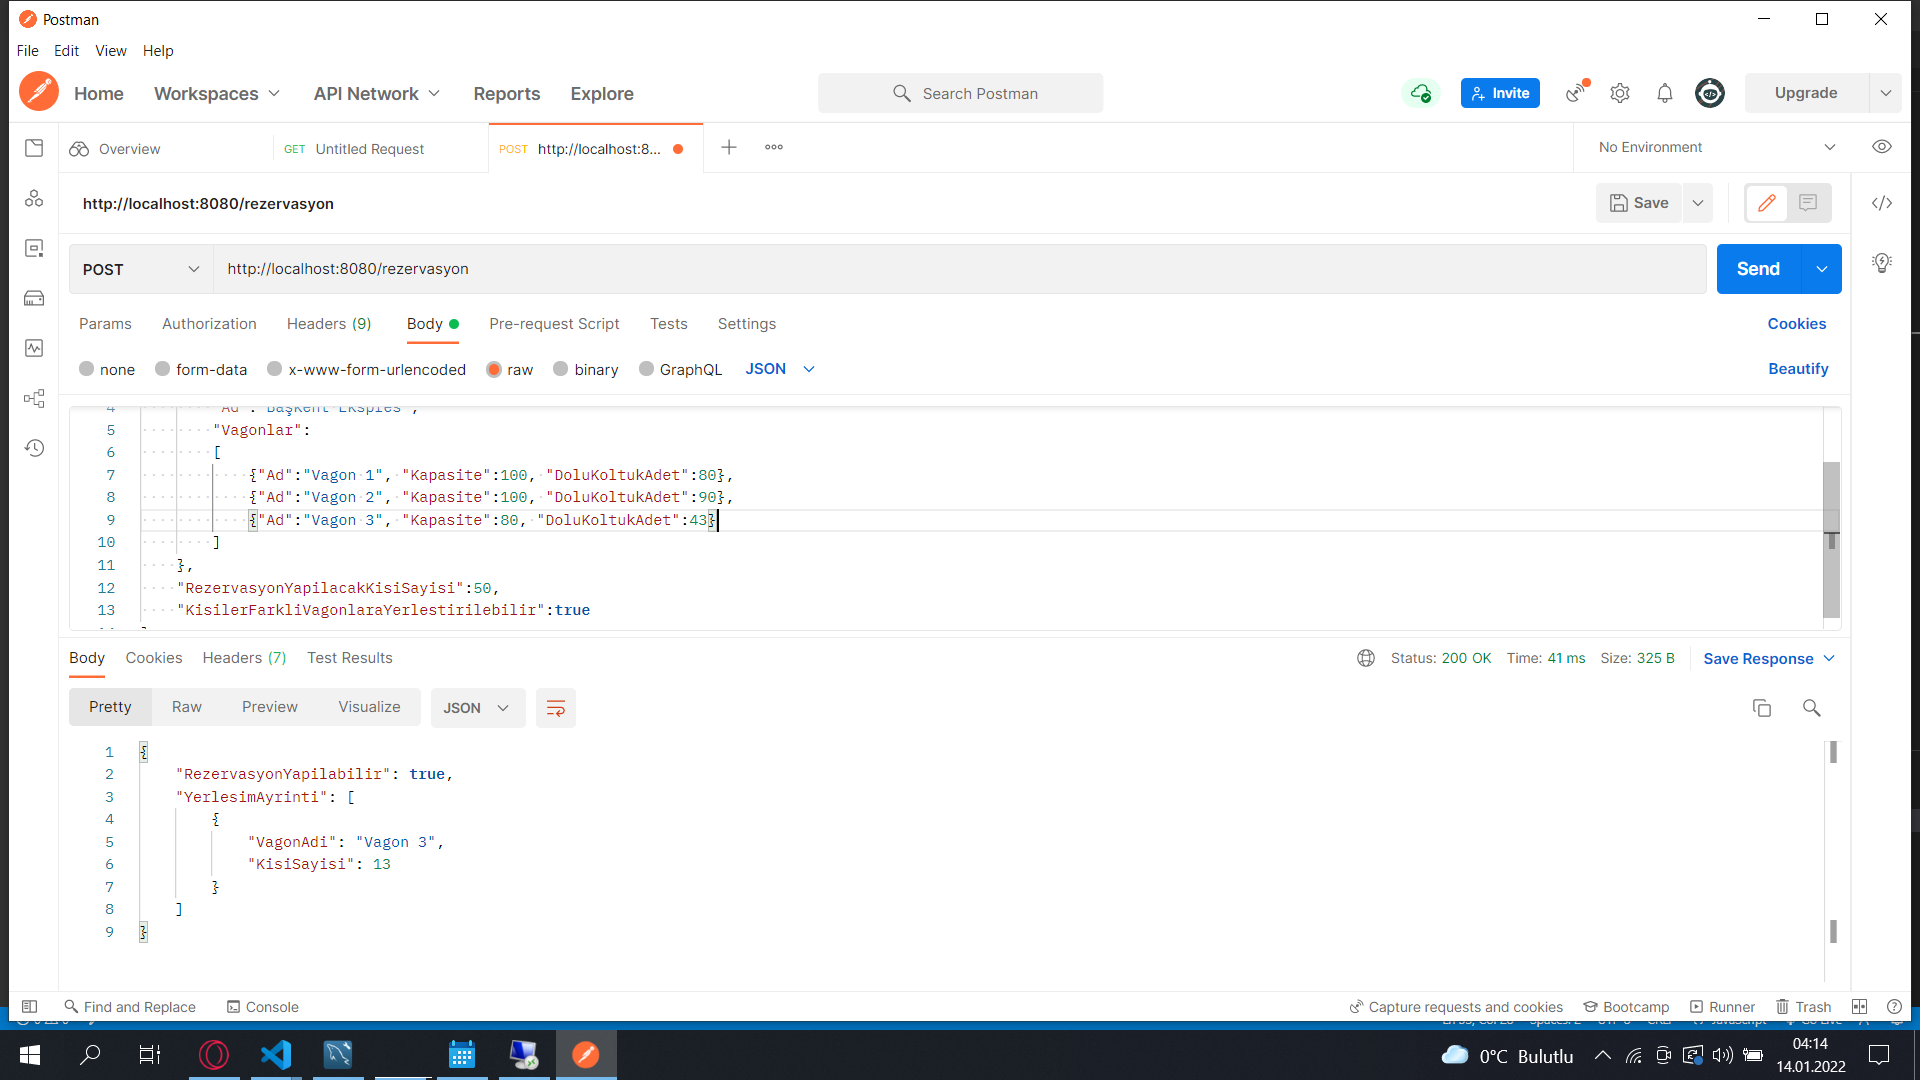 Postman
File Edit View Help
Home Workspaces API Network Reports Explore Search Postman Invite Upgrade
Overview GET Untitled Request POST http://localhost:8... No Environment
http://localhost:8080/rezervasyon Save
POST http://localhost:8080/rezervasyon Send
Params Authorization Headers (9) Body Pre-request Script Tests Settings Cookies
none form-data x-www-form-urlencoded raw binary GraphQL JSON Beautify
4 "Ad":"Başkent Ekspres",
5 "Vagonlar":
6 [
7 {"Ad":"Vagon 1", "Kapasite":100, "DoluKoltukAdet":80},
8 {"Ad":"Vagon 2", "Kapasite":100, "DoluKoltukAdet":90},
9 {"Ad":"Vagon 3", "Kapasite":80, "DoluKoltukAdet":43}
10 ]
11 },
12 "RezervasyonYapilacakKisiSayisi":50,
13 "KisilerFarkliVagonlaraYerlestirilebilir":true
Body Cookies Headers (7) Test Results Status: 200 OK Time: 41 ms Size: 325 B Save Response
Pretty Raw Preview Visualize JSON
1 {
2 "RezervasyonYapilabilir": true,
3 "YerlesimAyrinti": [
4 {
5 "VagonAdi": "Vagon 3",
6 "KisiSayisi": 13
7 }
8 ]
9 }
Find and Replace Console Capture requests and cookies Bootcamp Runner Trash
0°C Bulutlu 04:14
14.01.2022